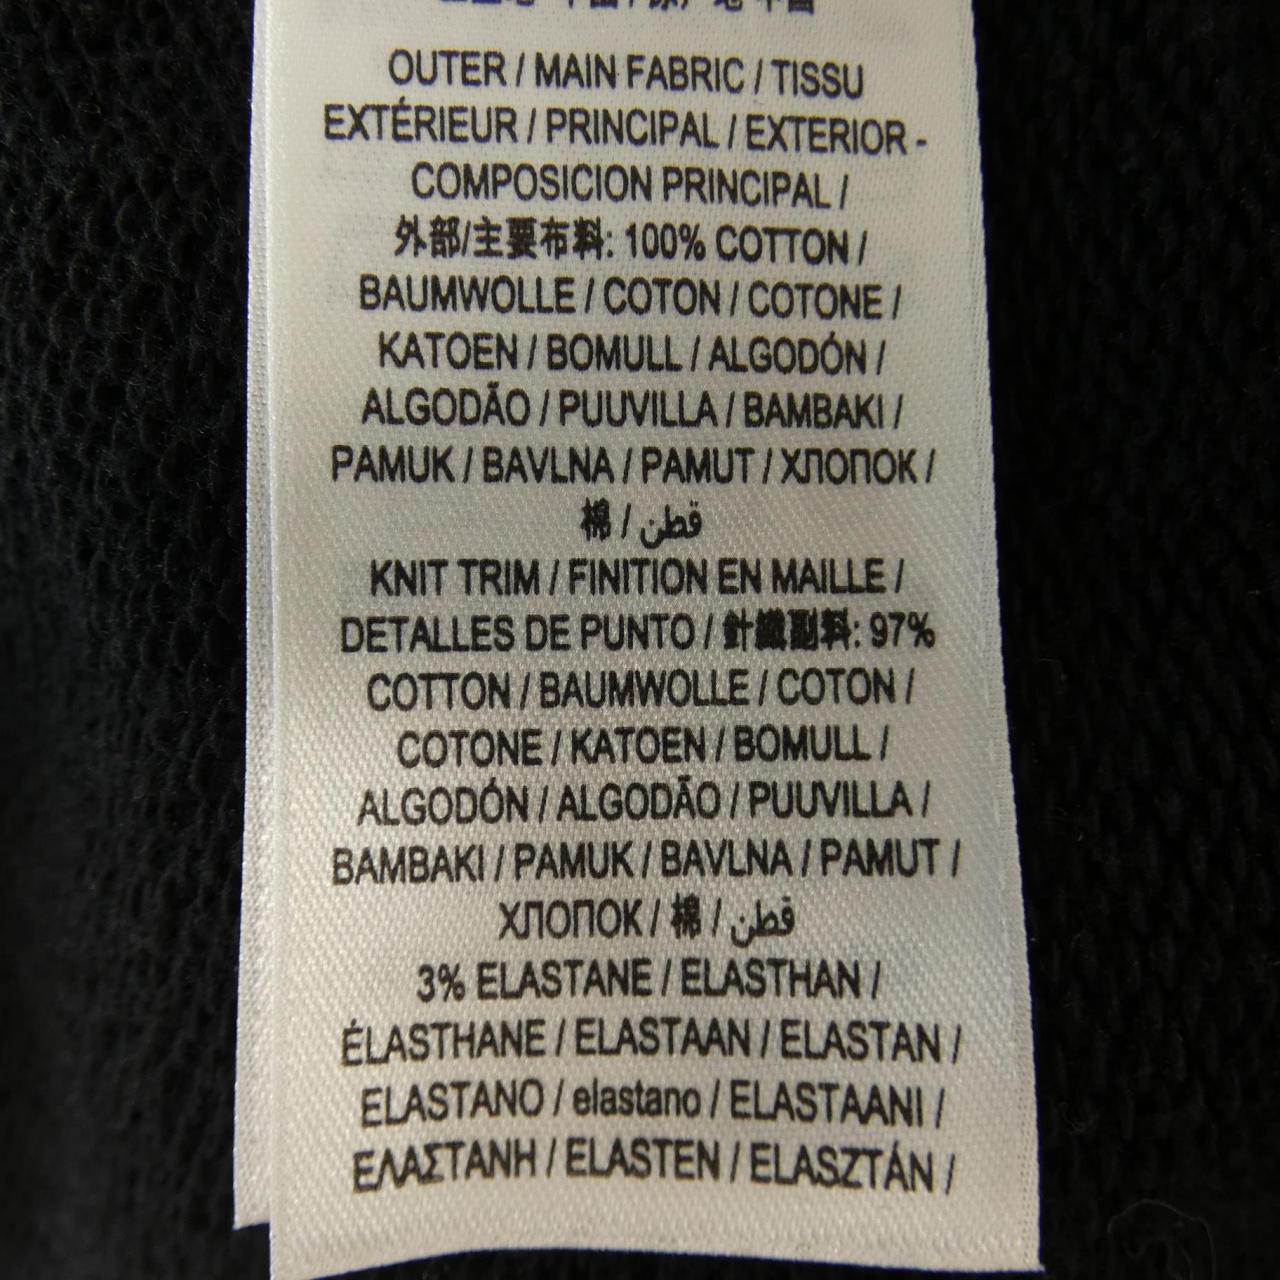 OUTER / MAIN FABRIC / TISSU
EXTÉRIEUR / PRINCIPAL / EXTERIOR -
COMPOSICION PRINCIPAL /
外部/主要布料: 100% COTTON /
BAUMWOLLE / COTON / COTONE /
KATOEN / BOMULL / ALGODÓN /
ALGODÃO / PUUVILLA / BAMBAKI /
PAMUK / BAVLNA / PAMUT / ХЛОПОК /
棉 / قطن
KNIT TRIM / FINITION EN MAILLE /
DETALLES DE PUNTO / 針織副料: 97%
COTTON / BAUMWOLLE / COTON /
COTONE / KATOEN / BOMULL /
ALGODÓN / ALGODÃO / PUUVILLA /
BAMBAKI / PAMUK / BAVLNA / PAMUT /
ХЛОПОК / 棉 / قطن
3% ELASTANE / ELASTHAN /
ÉLASTHANE / ELASTAAN / ELASTAN /
ELASTANO / elastano / ELASTAANI /
ΕΛΑΣΤΑΝΗ / ELASTEN / ELASZTÁN /